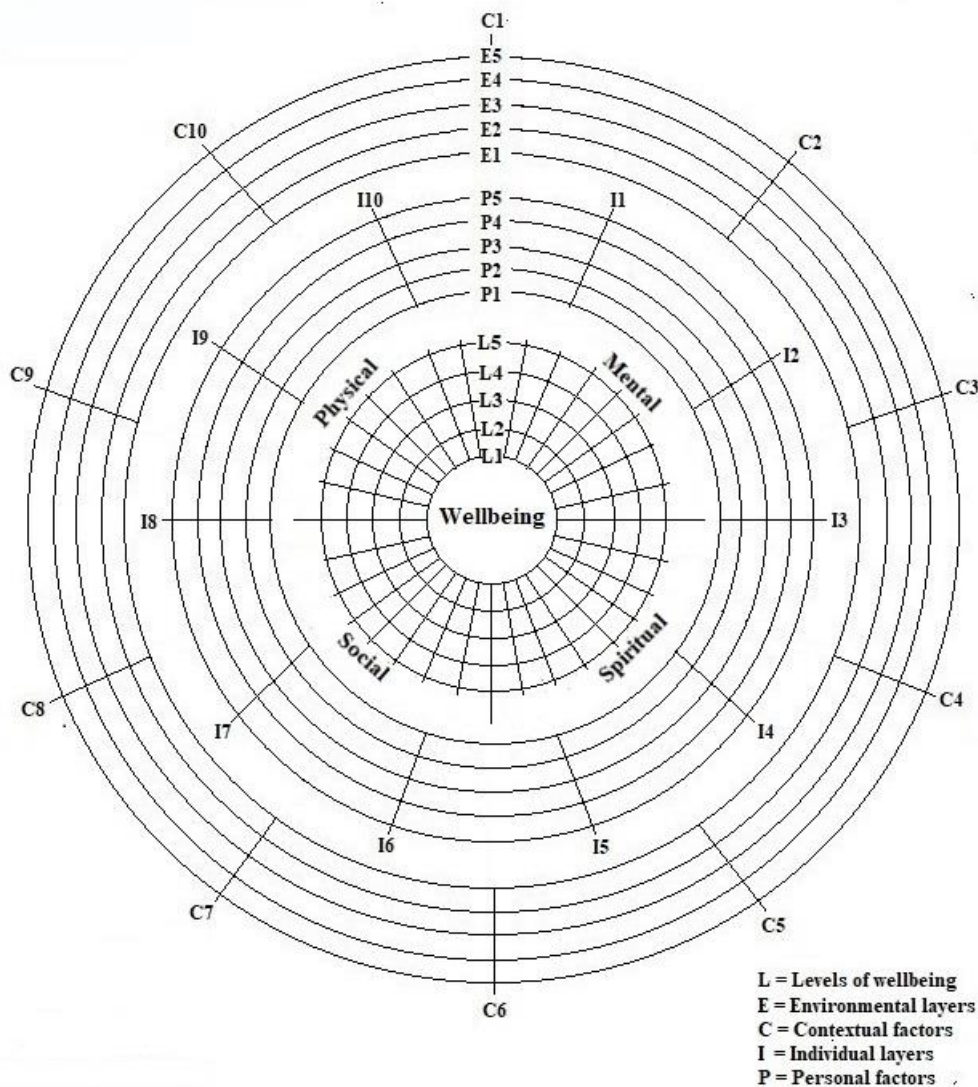 C1
E5
E4
E3
E2
E1
C10
C2
I10
P5
I1
P4
P3
P2
P1
I9
L5
I2
Physical
Mental
L4
C9
C3
L3
L2
L1
I8
Wellbeing
I3
Social
Spiritual
C8
C4
I7
I4
I6
I5
C7
C5
C6
L = Levels of wellbeing
E = Environmental layers
C = Contextual factors
I = Individual layers
P = Personal factors